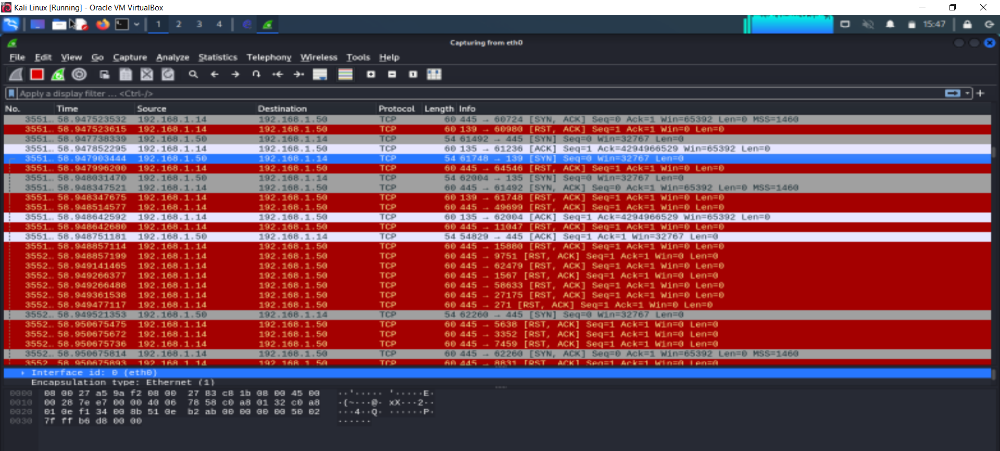 Kali Linux [Running] - Oracle VM VirtualBox
1 2 3 4 15:47
Capturing from eth0
File Edit View Go Capture Analyze Statistics Telephony Wireless Tools Help
Apply a display filter ... <Ctrl-/>
No. Time Source Destination Protocol Length Info
3551… 58.947523532 192.168.1.14 192.168.1.50 TCP 60 445 → 60724 [SYN, ACK] Seq=0 Ack=1 Win=65392 Len=0 MSS=1460
3551… 58.947523615 192.168.1.14 192.168.1.50 TCP 60 139 → 60980 [RST, ACK] Seq=1 Ack=1 Win=0 Len=0
3551… 58.947738339 192.168.1.50 192.168.1.14 TCP 54 61492 → 445 [SYN] Seq=0 Win=32767 Len=0
3551… 58.947852295 192.168.1.14 192.168.1.50 TCP 60 135 → 61236 [ACK] Seq=1 Ack=4294966529 Win=65392 Len=0
3551… 58.947903444 192.168.1.50 192.168.1.14 TCP 54 61748 → 139 [SYN] Seq=0 Win=32767 Len=0
3551… 58.947996200 192.168.1.14 192.168.1.50 TCP 60 445 → 64546 [RST, ACK] Seq=1 Ack=1 Win=0 Len=0
3551… 58.948031470 192.168.1.50 192.168.1.14 TCP 54 62004 → 135 [SYN] Seq=0 Win=32767 Len=0
3551… 58.948347521 192.168.1.14 192.168.1.50 TCP 60 445 → 61492 [SYN, ACK] Seq=0 Ack=1 Win=65392 Len=0 MSS=1460
3551… 58.948347675 192.168.1.14 192.168.1.50 TCP 60 139 → 61748 [RST, ACK] Seq=1 Ack=1 Win=0 Len=0
3551… 58.948514577 192.168.1.14 192.168.1.50 TCP 60 445 → 49699 [RST, ACK] Seq=1 Ack=1 Win=0 Len=0
3551… 58.948642592 192.168.1.14 192.168.1.50 TCP 60 135 → 62004 [ACK] Seq=1 Ack=4294966529 Win=65392 Len=0
3551… 58.948642680 192.168.1.14 192.168.1.50 TCP 60 445 → 11047 [RST, ACK] Seq=1 Ack=1 Win=0 Len=0
3551… 58.948751181 192.168.1.50 192.168.1.14 TCP 54 54829 → 445 [ACK] Seq=1 Ack=1 Win=32767 Len=0
3551… 58.948857114 192.168.1.14 192.168.1.50 TCP 60 445 → 15880 [RST, ACK] Seq=1 Ack=1 Win=0 Len=0
3552… 58.948857199 192.168.1.14 192.168.1.50 TCP 60 445 → 9751 [RST, ACK] Seq=1 Ack=1 Win=0 Len=0
3552… 58.949141465 192.168.1.14 192.168.1.50 TCP 60 445 → 62479 [RST, ACK] Seq=1 Ack=1 Win=0 Len=0
3552… 58.949266377 192.168.1.14 192.168.1.50 TCP 60 445 → 1567 [RST, ACK] Seq=1 Ack=1 Win=0 Len=0
3552… 58.949266488 192.168.1.14 192.168.1.50 TCP 60 445 → 58633 [RST, ACK] Seq=1 Ack=1 Win=0 Len=0
3552… 58.949361538 192.168.1.14 192.168.1.50 TCP 60 445 → 27175 [RST, ACK] Seq=1 Ack=1 Win=0 Len=0
3552… 58.949477117 192.168.1.14 192.168.1.50 TCP 60 445 → 271 [RST, ACK] Seq=1 Ack=1 Win=0 Len=0
3552… 58.949521353 192.168.1.50 192.168.1.14 TCP 54 62260 → 445 [SYN] Seq=0 Win=32767 Len=0
3552… 58.950675475 192.168.1.14 192.168.1.50 TCP 60 445 → 5638 [RST, ACK] Seq=1 Ack=1 Win=0 Len=0
3552… 58.950675672 192.168.1.14 192.168.1.50 TCP 60 445 → 3352 [RST, ACK] Seq=1 Ack=1 Win=0 Len=0
3552… 58.950675736 192.168.1.14 192.168.1.50 TCP 60 445 → 7459 [RST, ACK] Seq=1 Ack=1 Win=0 Len=0
3552… 58.950675814 192.168.1.14 192.168.1.50 TCP 60 445 → 62260 [SYN, ACK] Seq=0 Ack=1 Win=65392 Len=0 MSS=1460
3552 58.950675893 192.168.1.14 192.168.1.50 TCP 60 445 → 8831 [RST, ACK] Seq=1 Ack=1 Win=0 Len=0
Interface id: 0 (eth0)
Encapsulation type: Ethernet (1)
0000 08 00 27 a5 9a f2 08 00 27 83 c8 1b 08 00 45 00 ··'····· '·····E·
0010 00 28 7e e7 00 00 40 06 78 58 c0 a8 01 32 c0 a8 ·(~···@· xX···2··
0020 01 0e f1 34 00 8b 51 0e b2 ab 00 00 00 00 50 02 ···4··Q· ······P·
0030 7f ff b6 d8 00 00 ······